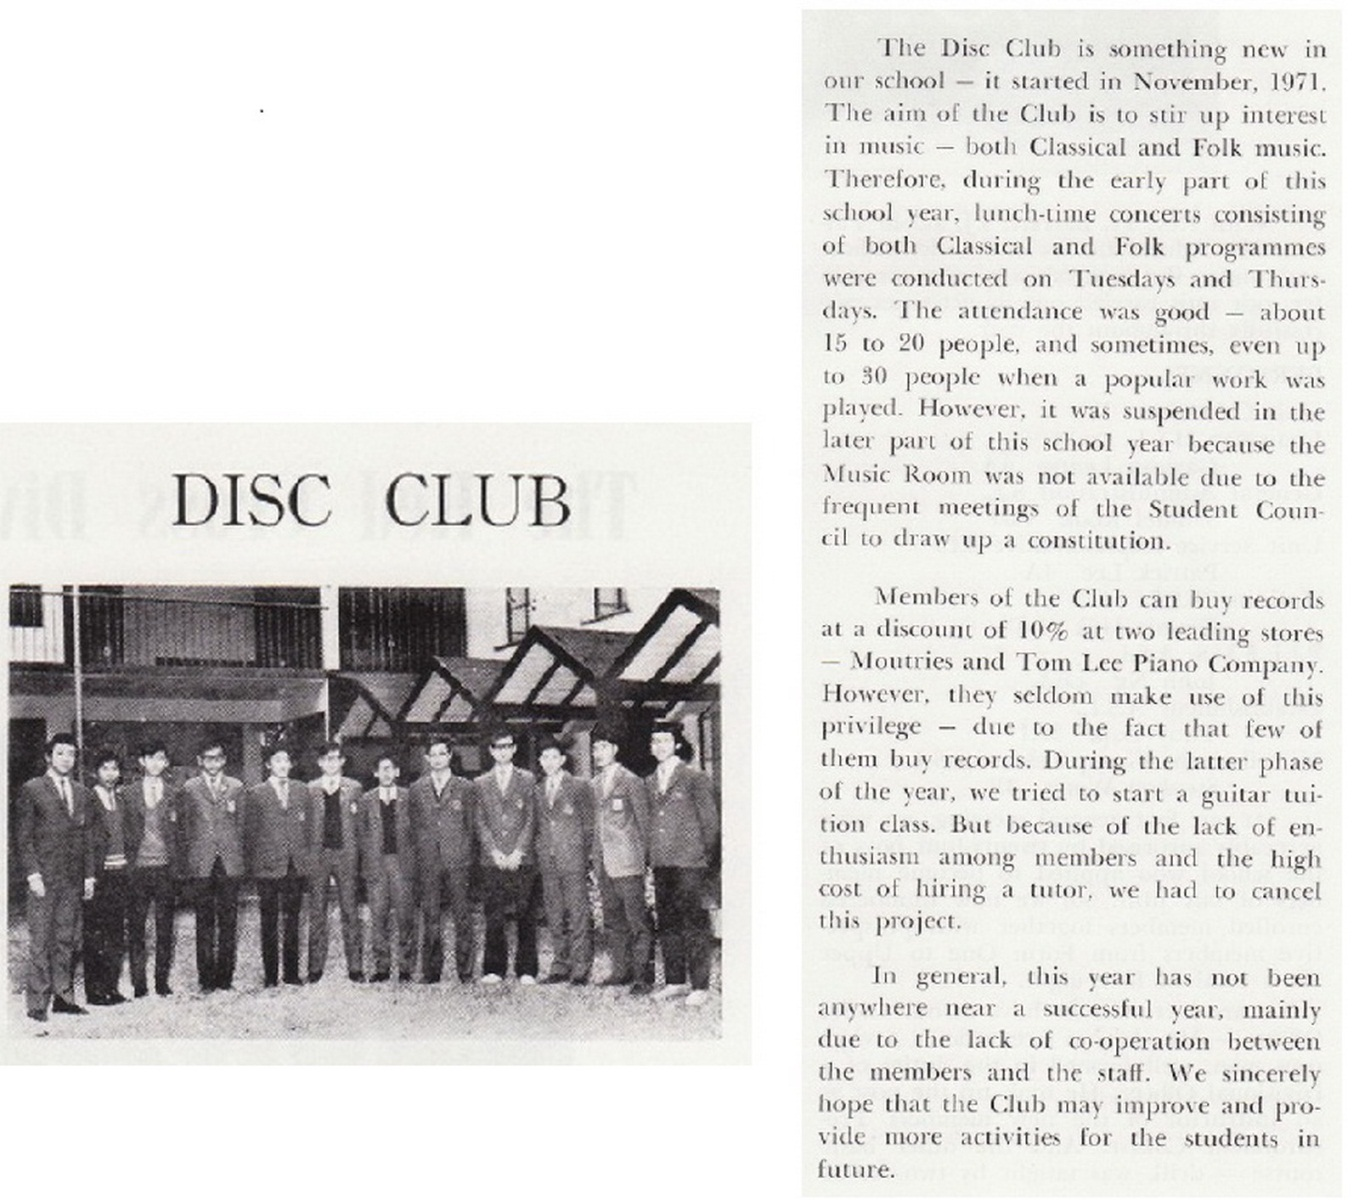 DISC CLUB
The Disc Club is something new in
our school — it started in November, 1971.
The aim of the Club is to stir up interest
in music — both Classical and Folk music.
Therefore, during the early part of this
school year, lunch-time concerts consisting
of both Classical and Folk programmes
were conducted on Tuesdays and Thurs-
days. The attendance was good — about
15 to 20 people, and sometimes, even up
to 30 people when a popular work was
played. However, it was suspended in the
later part of this school year because the
Music Room was not available due to the
frequent meetings of the Student Coun-
cil to draw up a constitution.
Members of the Club can buy records
at a discount of 10% at two leading stores
— Moutries and Tom Lee Piano Company.
However, they seldom make use of this
privilege — due to the fact that few of
them buy records. During the latter phase
of the year, we tried to start a guitar tui-
tion class. But because of the lack of en-
thusiasm among members and the high
cost of hiring a tutor, we had to cancel
this project.
In general, this year has not been
anywhere near a successful year, mainly
due to the lack of co-operation between
the members and the staff. We sincerely
hope that the Club may improve and pro-
vide more activities for the students in
future.